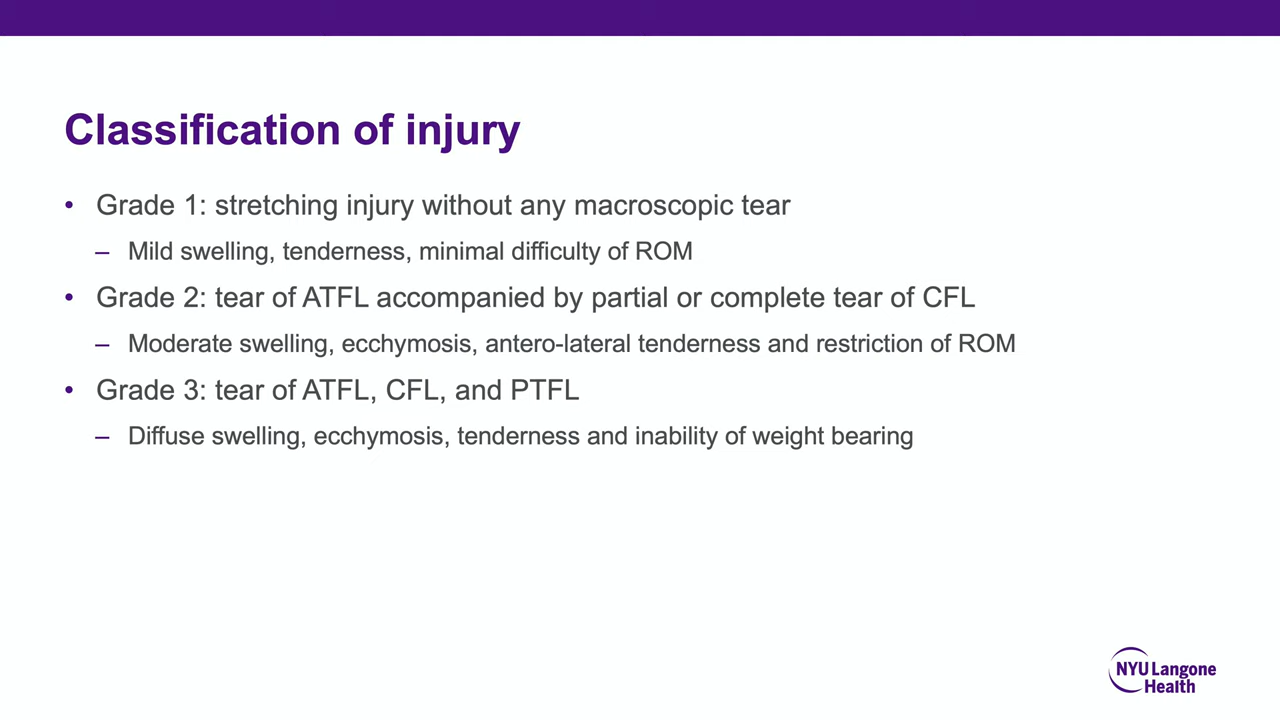 Classification of injury
• Grade 1: stretching injury without any macroscopic tear
– Mild swelling, tenderness, minimal difficulty of ROM
• Grade 2: tear of ATFL accompanied by partial or complete tear of CFL
– Moderate swelling, ecchymosis, antero-lateral tenderness and restriction of ROM
• Grade 3: tear of ATFL, CFL, and PTFL
– Diffuse swelling, ecchymosis, tenderness and inability of weight bearing
NYU Langone
Health